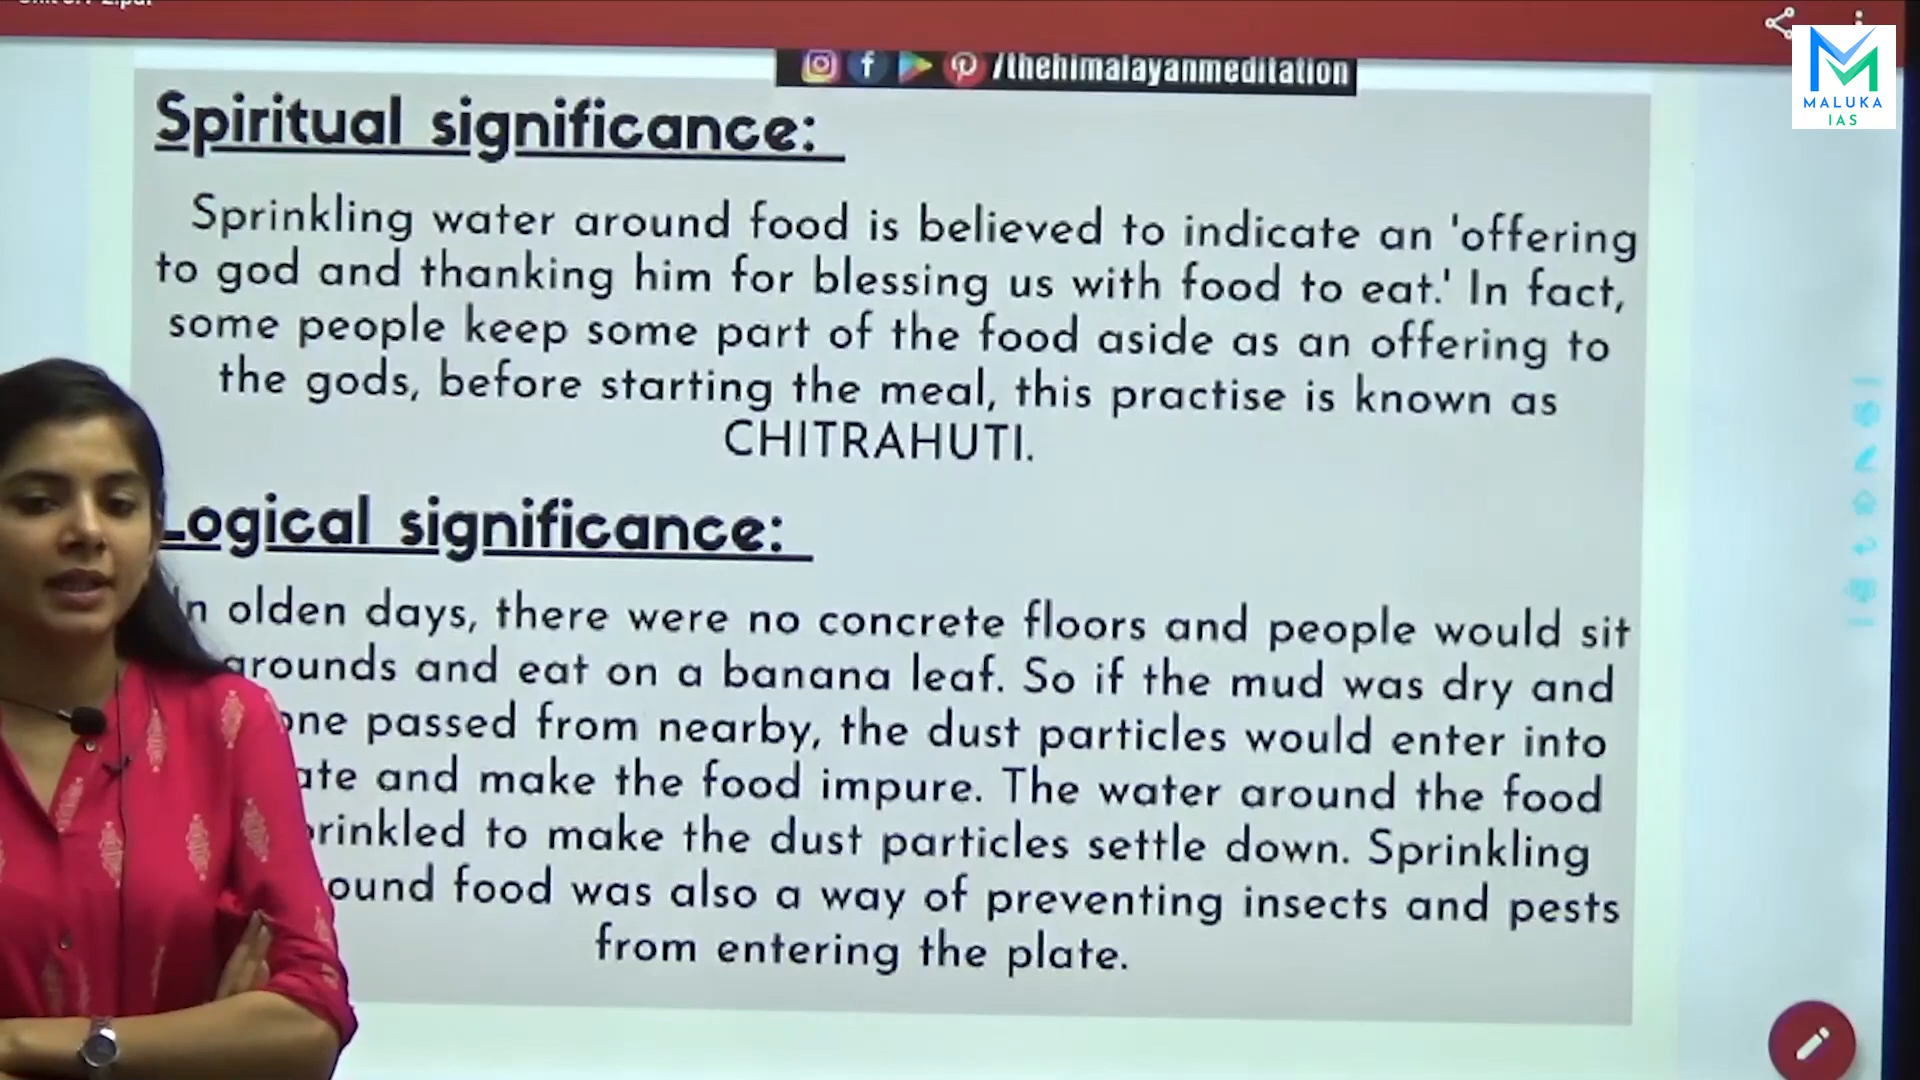 /thehimalayanmeditation
MALUKA
IAS
Spiritual significance:
Sprinkling water around food is believed to indicate an 'offering
to god and thanking him for blessing us with food to eat.' In fact,
some people keep some part of the food aside as an offering to
the gods, before starting the meal, this practise is known as
CHITRAHUTI.
Logical significance:
In olden days, there were no concrete floors and people would sit
grounds and eat on a banana leaf. So if the mud was dry and
one passed from nearby, the dust particles would enter into
and make the food impure. The water around the food
sprinkled to make the dust particles settle down. Sprinkling
around food was also a way of preventing insects and pests
from entering the plate.